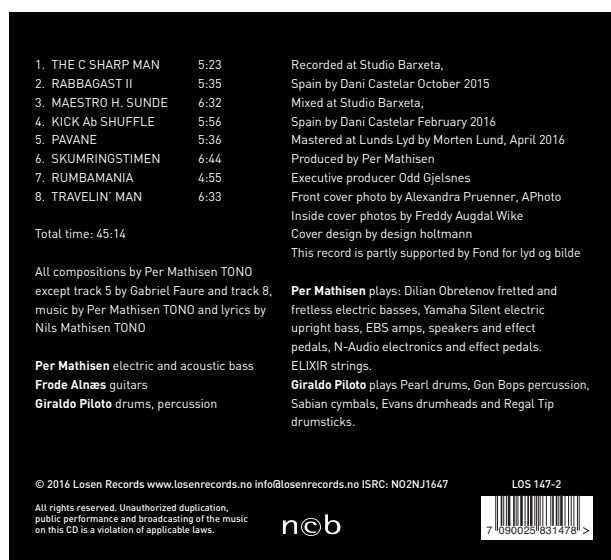 1. THE C SHARP MAN 5:23
2. RABBAGAST II 5:35
3. MAESTRO H. SUNDE 6:32
4. KICK Ab SHUFFLE 5:56
5. PAVANE 5:36
6. SKUMRINGSTIMEN 6:44
7. RUMBAMANIA 4:55
8. TRAVELIN' MAN 6:33
Total time: 45:14
All compositions by Per Mathisen TONO
except track 5 by Gabriel Faure and track 8,
music by Per Mathisen TONO and lyrics by
Nils Mathisen TONO
Per Mathisen electric and acoustic bass
Frode Alnæs guitars
Giraldo Piloto drums, percussion
Recorded at Studio Barxeta,
Spain by Dani Castelar October 2015
Mixed at Studio Barxeta,
Spain by Dani Castelar February 2016
Mastered at Lunds Lyd by Morten Lund, April 2016
Produced by Per Mathisen
Executive producer Odd Gjelsnes
Front cover photo by Alexandra Pruenner, APhoto
Inside cover photos by Freddy Augdal Wike
Cover design by design holtmann
This record is partly supported by Fond for lyd og bilde
Per Mathisen plays: Dilian Obretenov fretted and
fretless electric basses, Yamaha Silent electric
upright bass, EBS amps, speakers and effect
pedals, N-Audio electronics and effect pedals.
ELIXIR strings.
Giraldo Piloto plays Pearl drums, Gon Bops percussion,
Sabian cymbals, Evans drumheads and Regal Tip
drumsticks.
© 2016 Losen Records www.losenrecords.no info@losenrecords.no ISRC: NO2NJ1647
LOS 147-2
All rights reserved. Unauthorized duplication,
public performance and broadcasting of the music
on this CD is a violation of applicable laws.
n©b
7 090025 831478 >